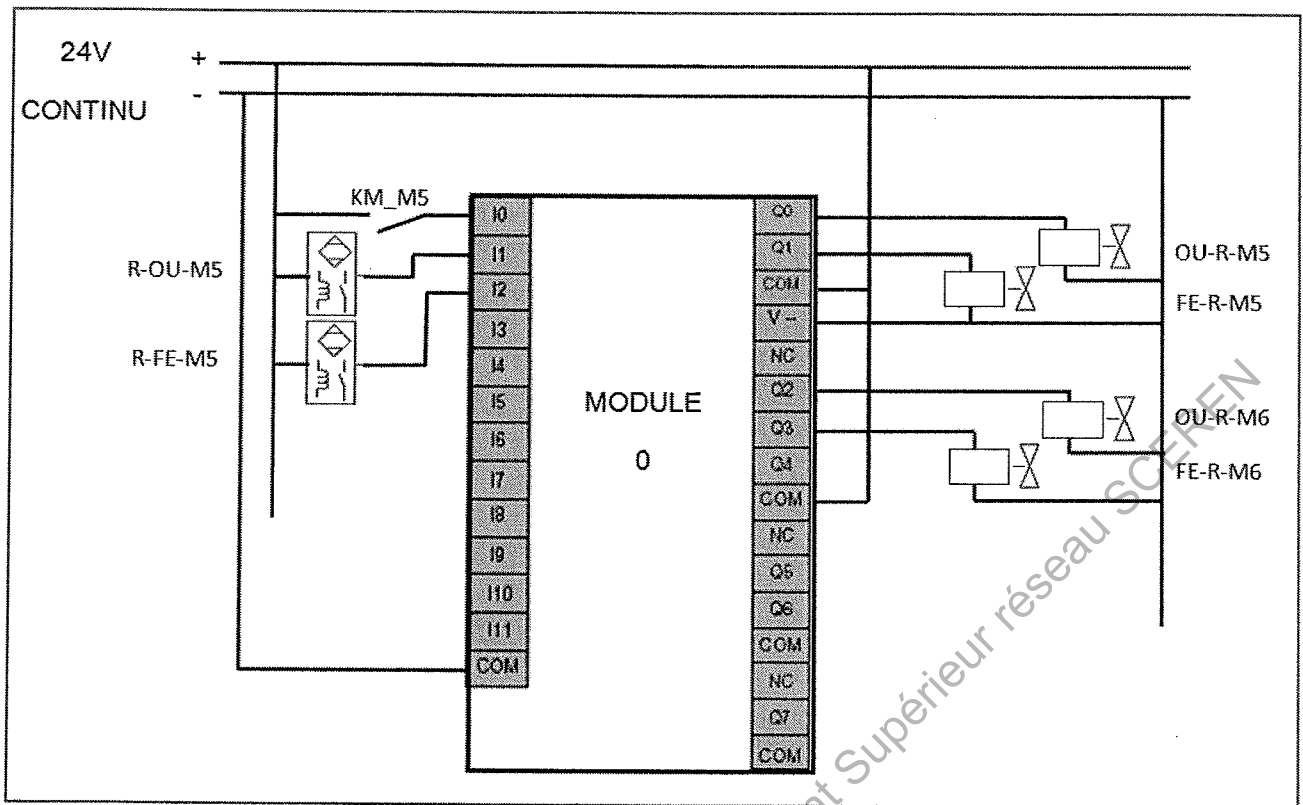 24V +
CONTINU -
KM_M5
R-OU-M5
R-FE-M5
I0
I1
I2
I3
I4
I5
I6
I7
I8
I9
I10
I11
COM
MODULE
0
Q0
Q1
COM
V -
NC
Q2
Q3
Q4
COM
NC
Q5
Q6
COM
NC
Q7
COM
OU-R-M5
FE-R-M5
OU-R-M6
FE-R-M6
nt Supérieur réseau SCEREN